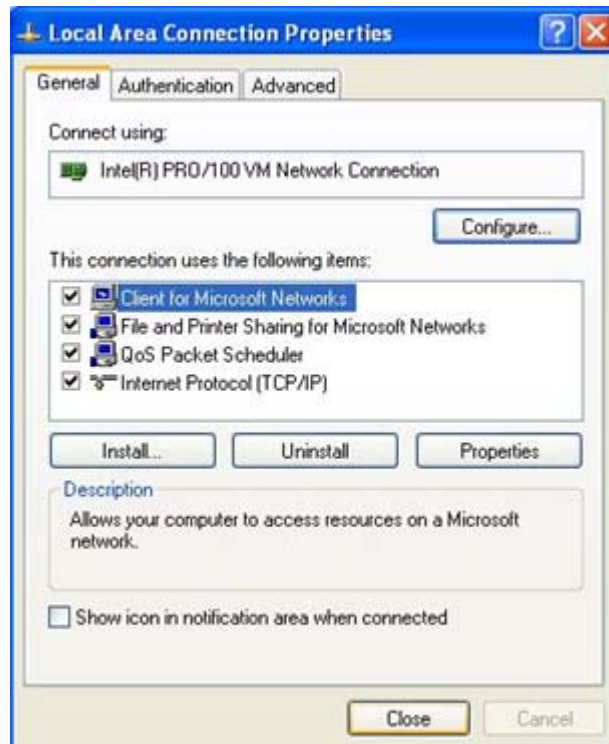 Local Area Connection Properties
General Authentication Advanced
Connect using:
Intel(R) PRO/100 VM Network Connection
Configure...
This connection uses the following items:
Client for Microsoft Networks
File and Printer Sharing for Microsoft Networks
QoS Packet Scheduler
Internet Protocol (TCP/IP)
Install... Uninstall Properties
Description
Allows your computer to access resources on a Microsoft
network.
Show icon in notification area when connected
Close Cancel